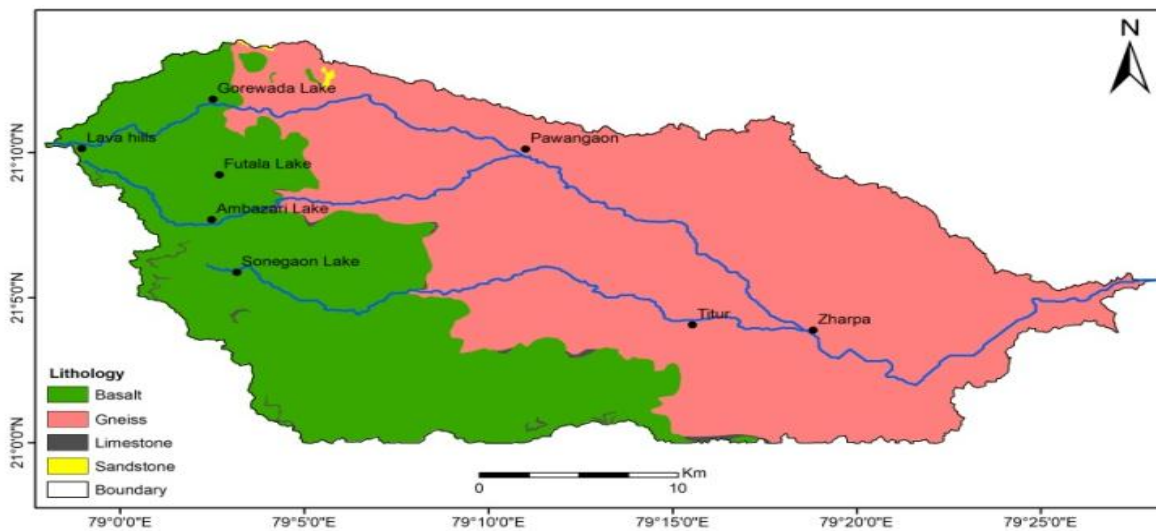 N
Gorewada Lake
Lava hills
Pawangaon
Futala Lake
Ambazari Lake
Sonegaon Lake
Titur
Zharpa
21°10'0"N
21°5'0"N
21°0'0"N
Lithology
Basalt
Gneiss
Limestone
Sandstone
Boundary
Km
0 10
79°0'0"E 79°5'0"E 79°10'0"E 79°15'0"E 79°20'0"E 79°25'0"E